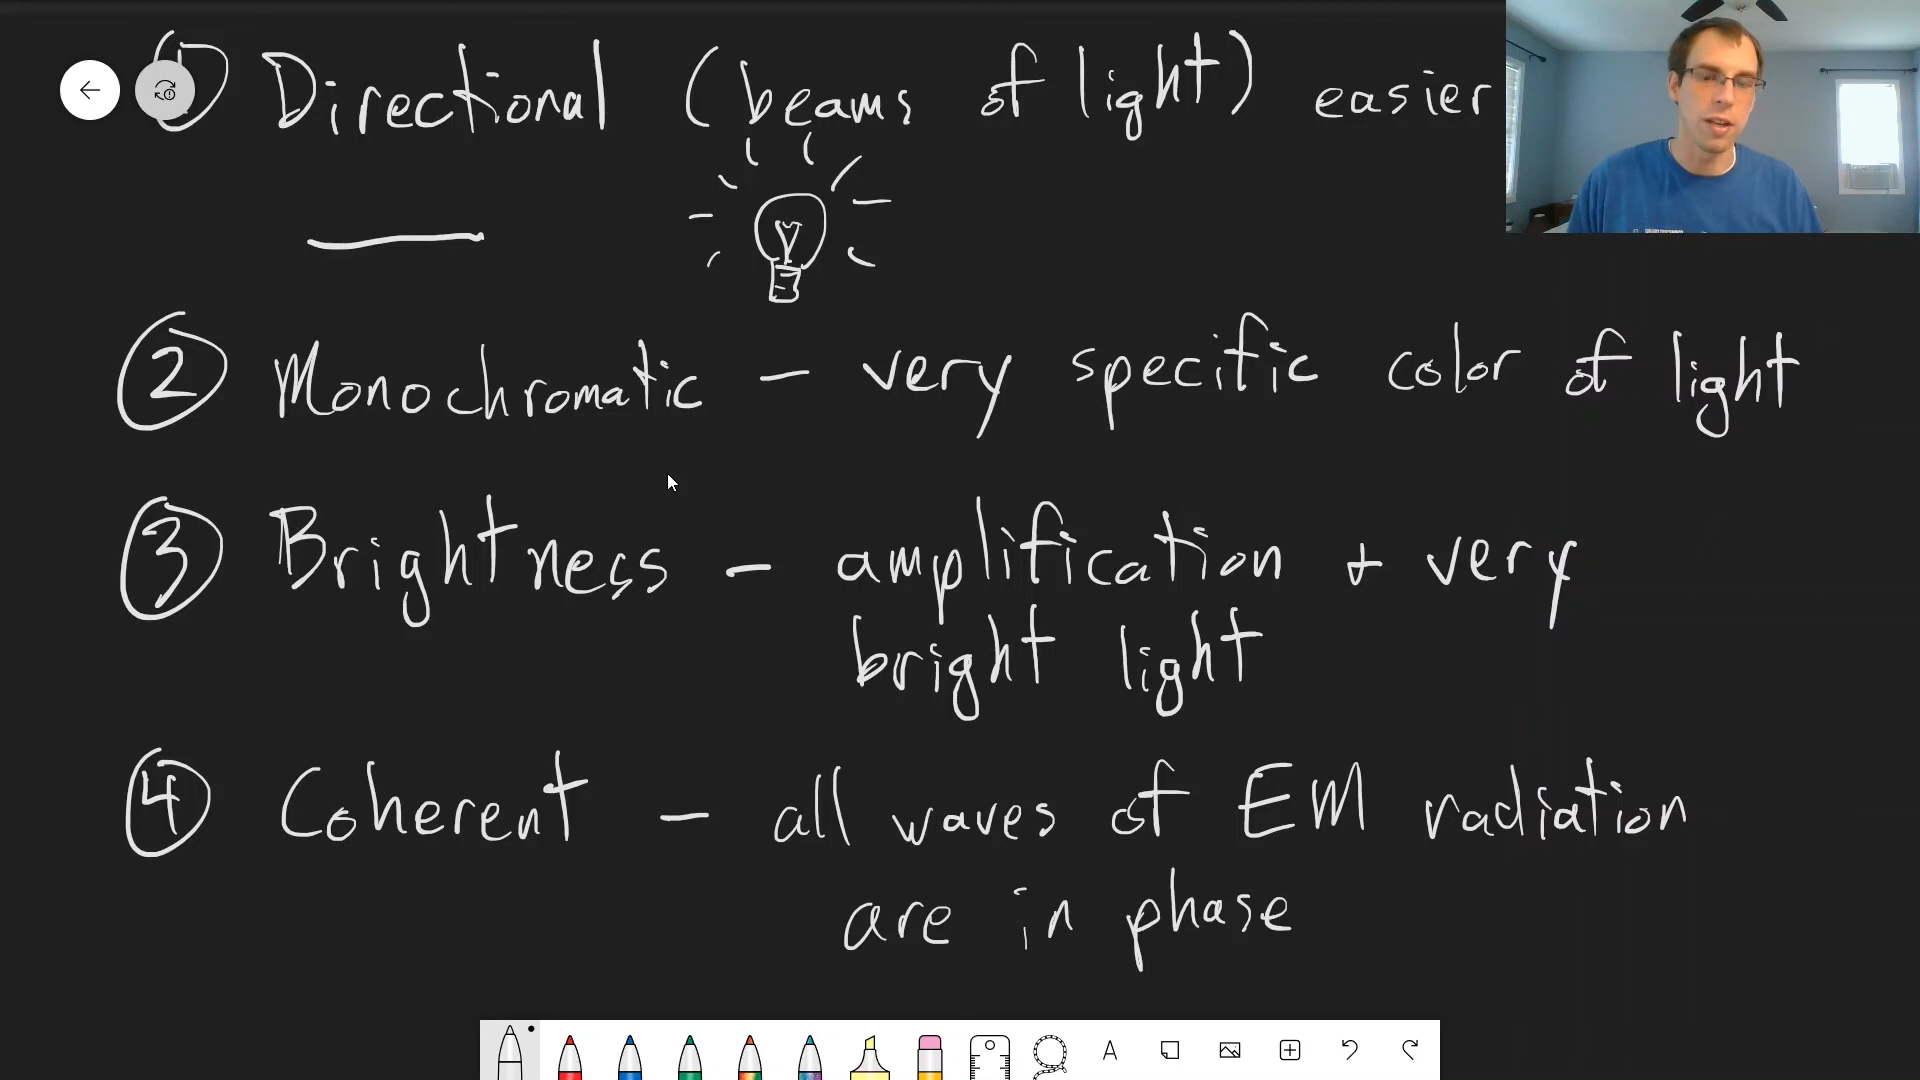 ① Directional (beams of light) easier
② Monochromatic – very specific color of light
③ Brightness – amplification + very
bright light
④ Coherent – all waves of EM radiation
are in phase
A